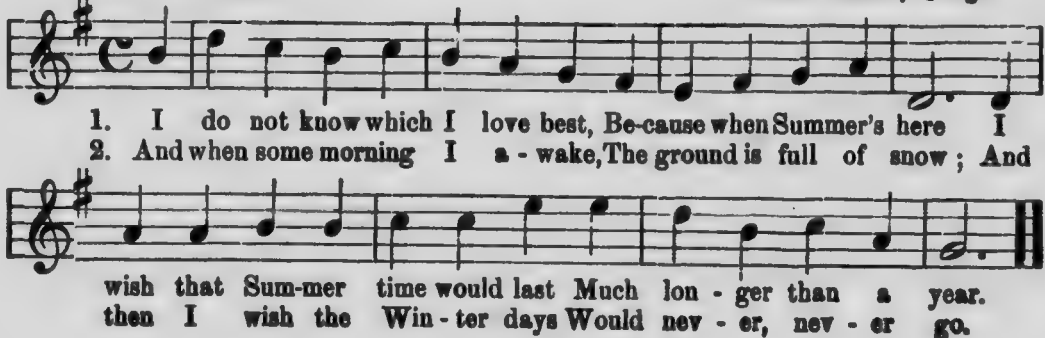 1. I do not know which I love best, Be-cause when Summer's here I
2. And when some morning I a - wake, The ground is full of snow ; And
wish that Sum-mer time would last Much lon - ger than a year.
then I wish the Win - ter days Would nev - er, nev - er go.